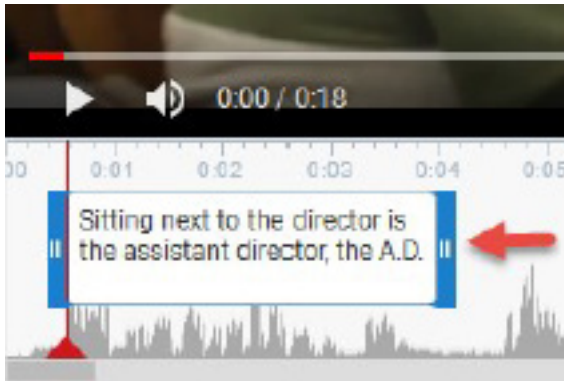 0:00 / 0:18
00 0:01 0:02 0:03 0:04 0:05
Sitting next to the director is
the assistant director, the A.D.